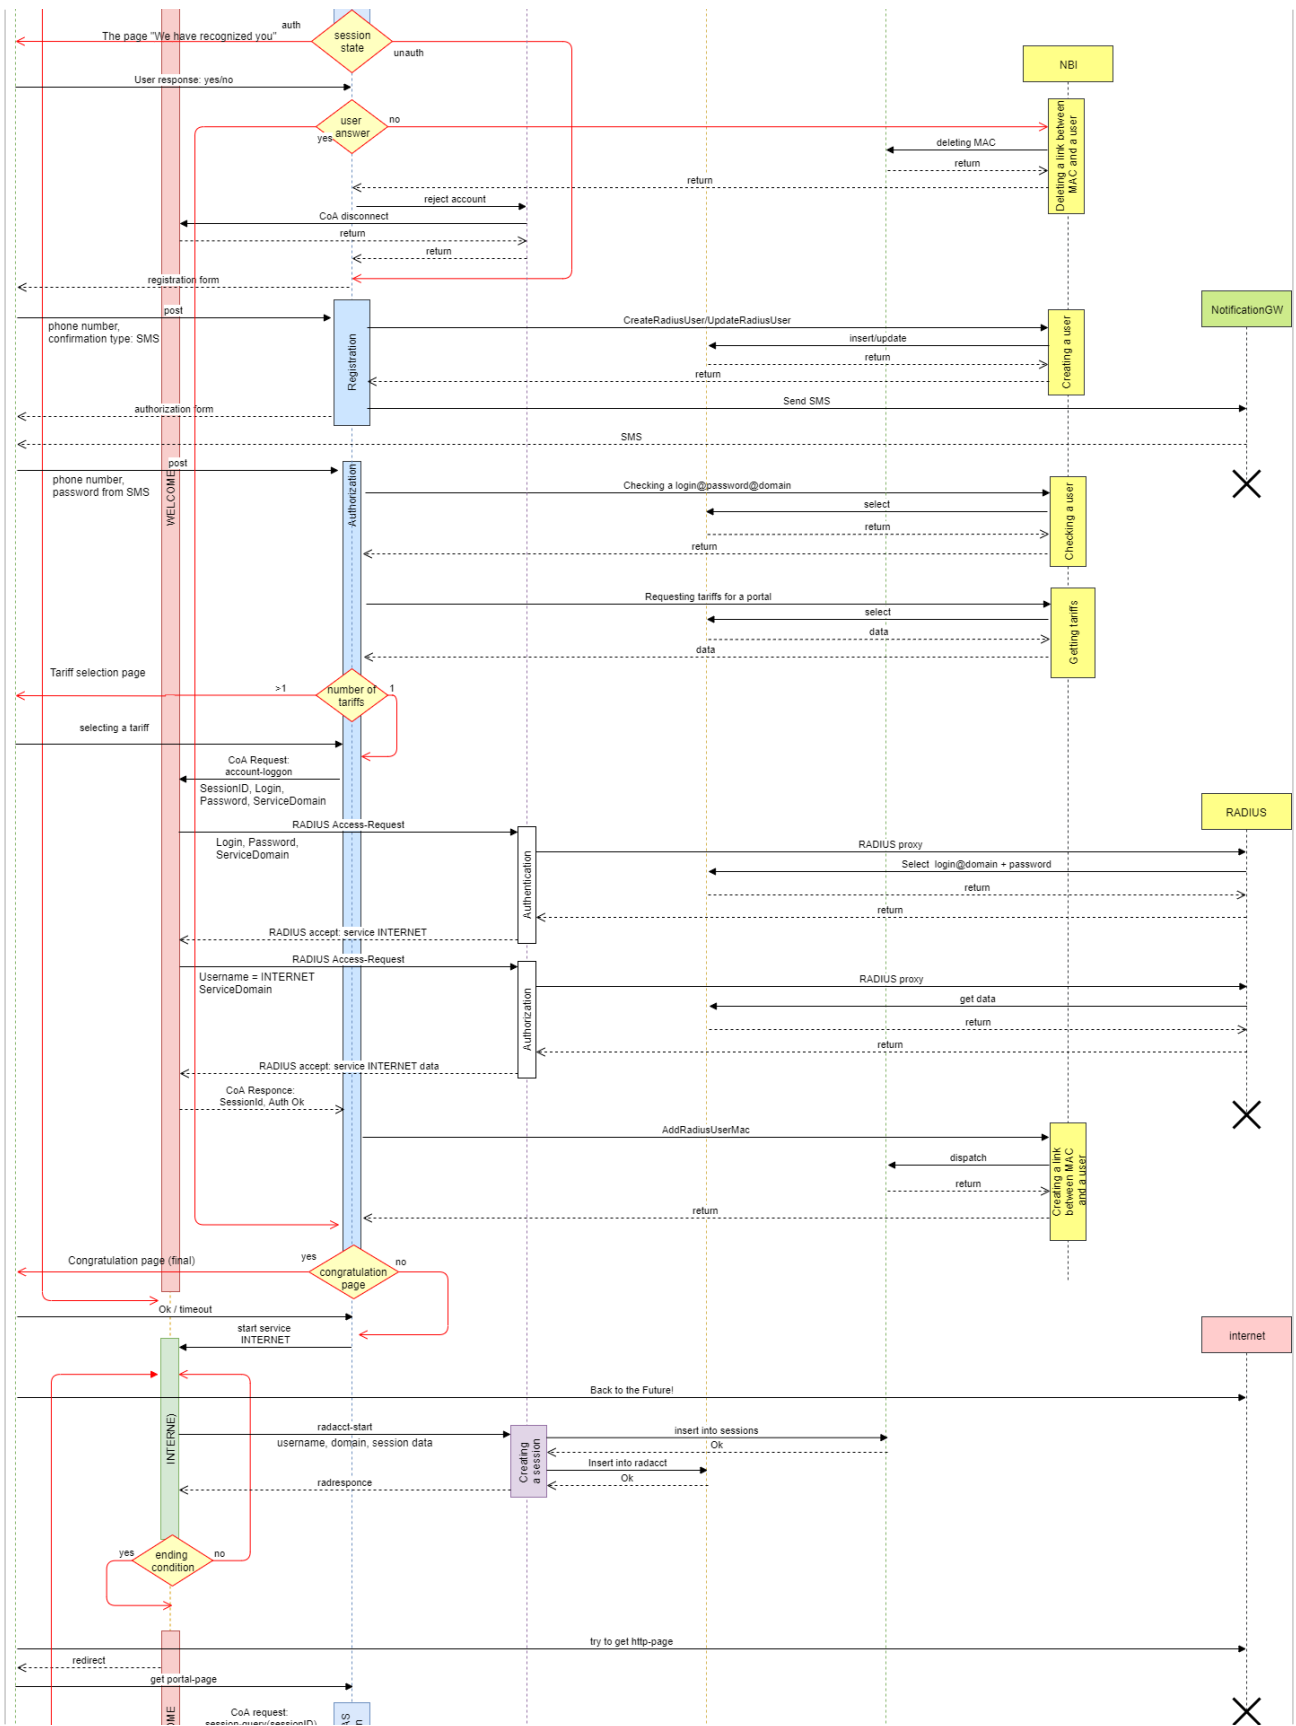 auth
session
state
The page "We have recognized you"
unauth
NBI
User response: yes/no
user
answer
no
yes
Deleting a link between
MAC and a user
deleting MAC
return
return
reject account
CoA disconnect
return
return
registration form
NotificationGW
post
phone number,
confirmation type: SMS
Registration
CreateRadiusUser/UpdateRadiusUser
Creating a user
insert/update
return
return
Send SMS
authorization form
SMS
post
phone number,
password from SMS
WELCOME
Authorization
Checking a login@password@domain
Checking a user
select
return
return
Requesting tariffs for a portal
Getting tariffs
select
data
data
Tariff selection page
>1
number of
tariffs
1
selecting a tariff
CoA Request:
account-loggon
SessionID, Login,
Password, ServiceDomain
RADIUS
RADIUS Access-Request
Login, Password,
ServiceDomain
Authentication
RADIUS proxy
Select login@domain + password
return
return
RADIUS accept: service INTERNET
RADIUS Access-Request
Username = INTERNET
ServiceDomain
Authorization
RADIUS proxy
get data
return
return
RADIUS accept: service INTERNET data
CoA Responce:
SessionId, Auth Ok
AddRadiusUserMac
Creating a link
between MAC
and a user
dispatch
return
return
Congratulation page (final)
yes
no
congratulation
page
Ok / timeout
start service
INTERNET
internet
Back to the Future!
INTERNE)
radacct-start
username, domain, session data
Creating
a session
insert into sessions
Ok
Insert into radacct
Ok
radresponce
yes
ending
condition
no
try to get http-page
redirect
get portal-page
OME
CoA request:
session-query(sessionID)
AS